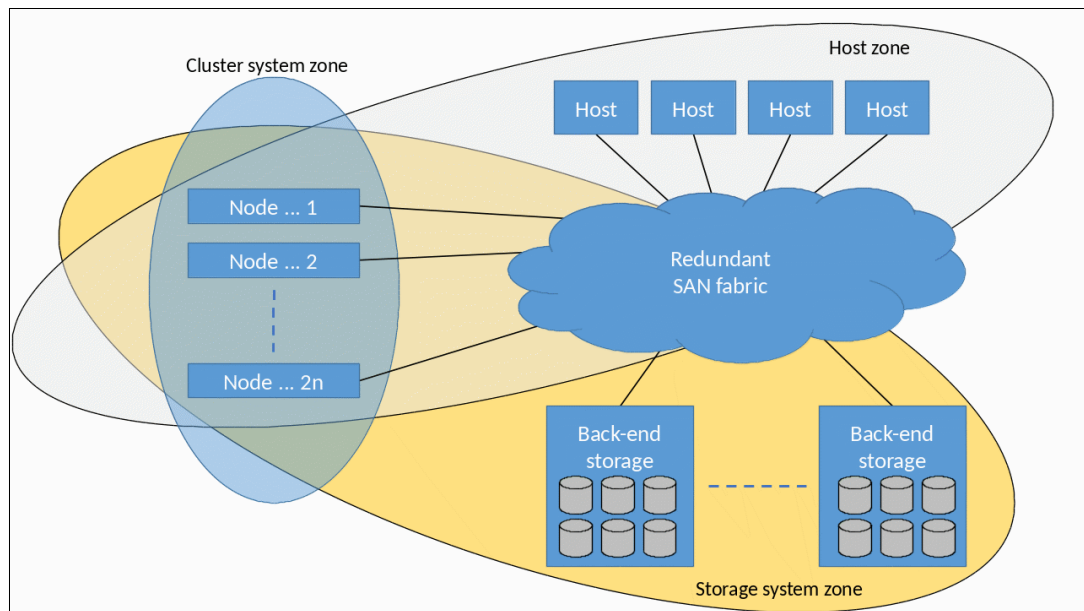 Host zone
Cluster system zone
Host
Host
Host
Host
Node ... 1
Node ... 2
Redundant
SAN fabric
Node ... 2n
Back-end
storage
Back-end
storage
Storage system zone